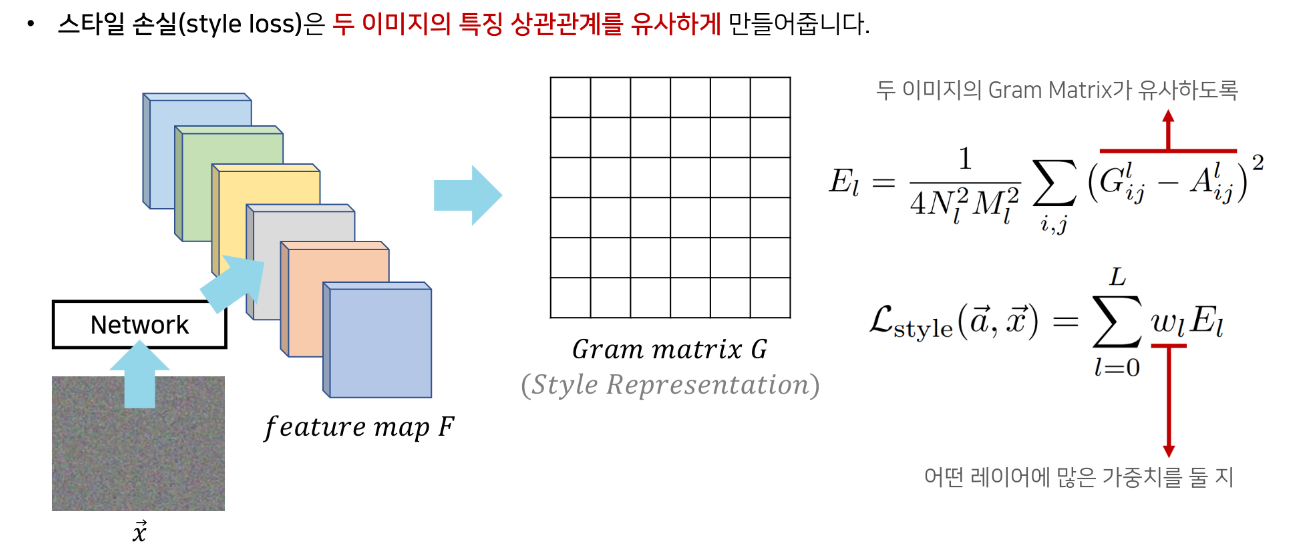 • 스타일 손실(style loss)은 두 이미지의 특징 상관관계를 유사하게 만들어줍니다.
두 이미지의 Gram Matrix가 유사하도록
E_l = \frac{1}{4N_l^2 M_l^2} \sum_{i,j} (G_{ij}^l - A_{ij}^l)^2
Network
feature map F
x⃗
Gram matrix G
(Style Representation)
\mathcal{L}_{style}(\vec{a}, \vec{x}) = \sum_{l=0}^{L} w_l E_l
어떤 레이어에 많은 가중치를 둘 지